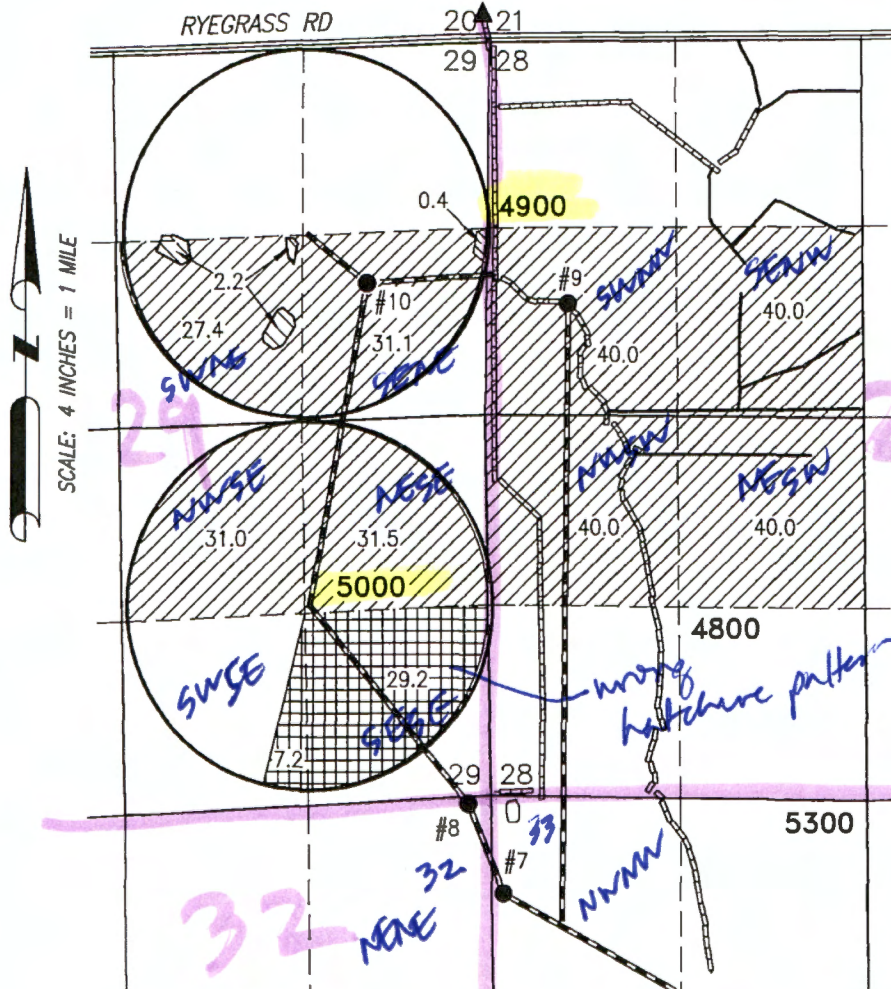 RYEGRASS RD
20 21
29 28
SCALE: 4 INCHES = 1 MILE
0.4
4900
#9
SWNW
SENW
40.0
2.2
#10
27.4
31.1
40.0
SWNE
SENE
29
2
NWSE
NESE
NWSW
NESW
31.0
31.5
40.0
40.0
5000
4800
SWSE
29.2
wrong
hatchure pattern
SESE
7.2
29 28
#8
33
5300
32
#7
NWNW
32
NENE